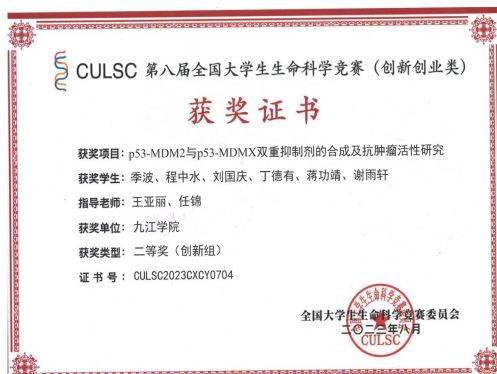 CULSC 第八届全国大学生生命科学竞赛（创新创业类）
获奖证书
获奖项目：p53-MDM2与p53-MDMX双重抑制剂的合成及抗肿瘤活性研究
获奖学生：季波、程中水、刘国庆、丁德有、蒋功靖、谢雨轩
指导老师：王亚丽、任锦
获奖单位：九江学院
获奖类型：二等奖（创新组）
证 书 号：CULSC2023CXCY0704
全国大学生生命科学竞赛委员会
二〇二三年八月
CULSC